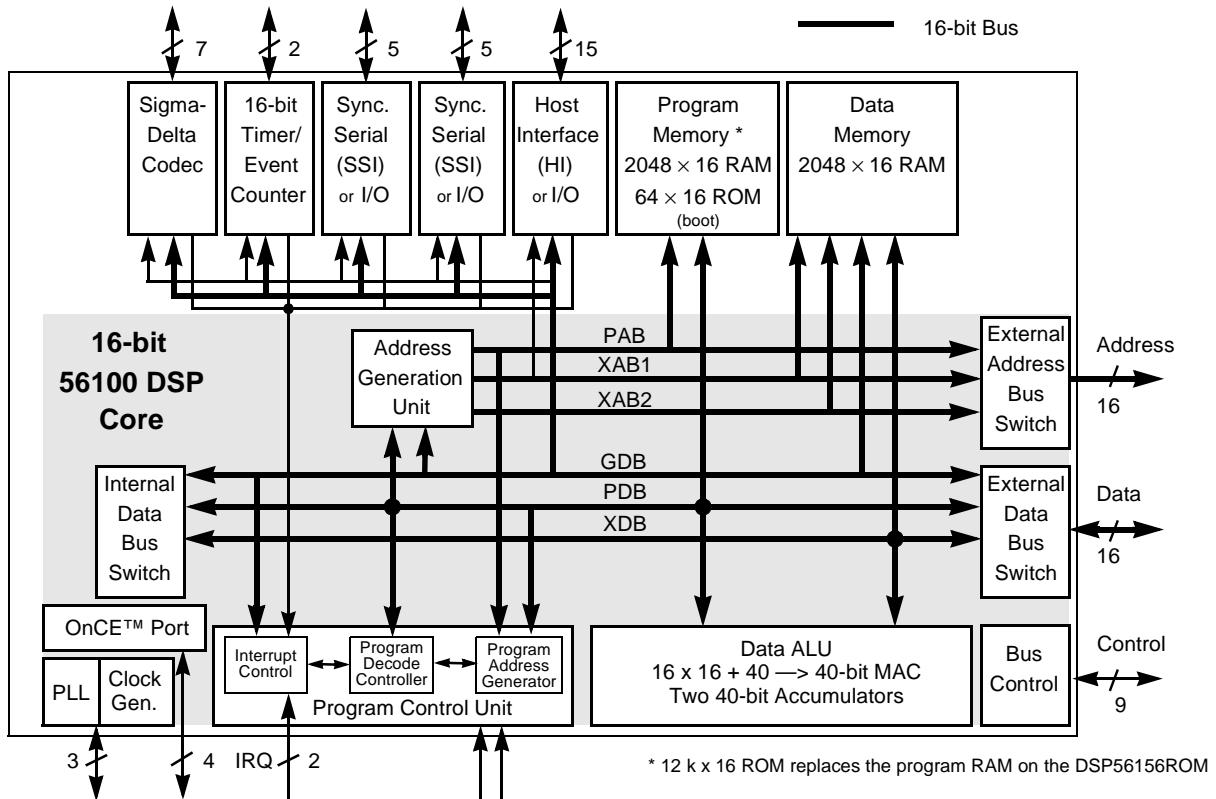 16-bit Bus
7
2
5
5
15
Sigma-
Delta
Codec
16-bit
Timer/
Event
Counter
Sync.
Serial
(SSI)
or I/O
Sync.
Serial
(SSI)
or I/O
Host
Interface
(HI)
or I/O
Program
Memory *
2048 × 16 RAM
64 × 16 ROM
(boot)
Data
Memory
2048 × 16 RAM
16-bit
56100 DSP
Core
Address
Generation
Unit
PAB
XAB1
XAB2
External
Address
Bus
Switch
Address
16
Internal
Data
Bus
Switch
GDB
PDB
XDB
External
Data
Bus
Switch
Data
16
OnCE™ Port
PLL
Clock
Gen.
Interrupt
Control
Program
Decode
Controller
Program
Address
Generator
Program Control Unit
Data ALU
16 x 16 + 40 —> 40-bit MAC
Two 40-bit Accumulators
Bus
Control
Control
9
3
4
IRQ
2
* 12 k x 16 ROM replaces the program RAM on the DSP56156ROM